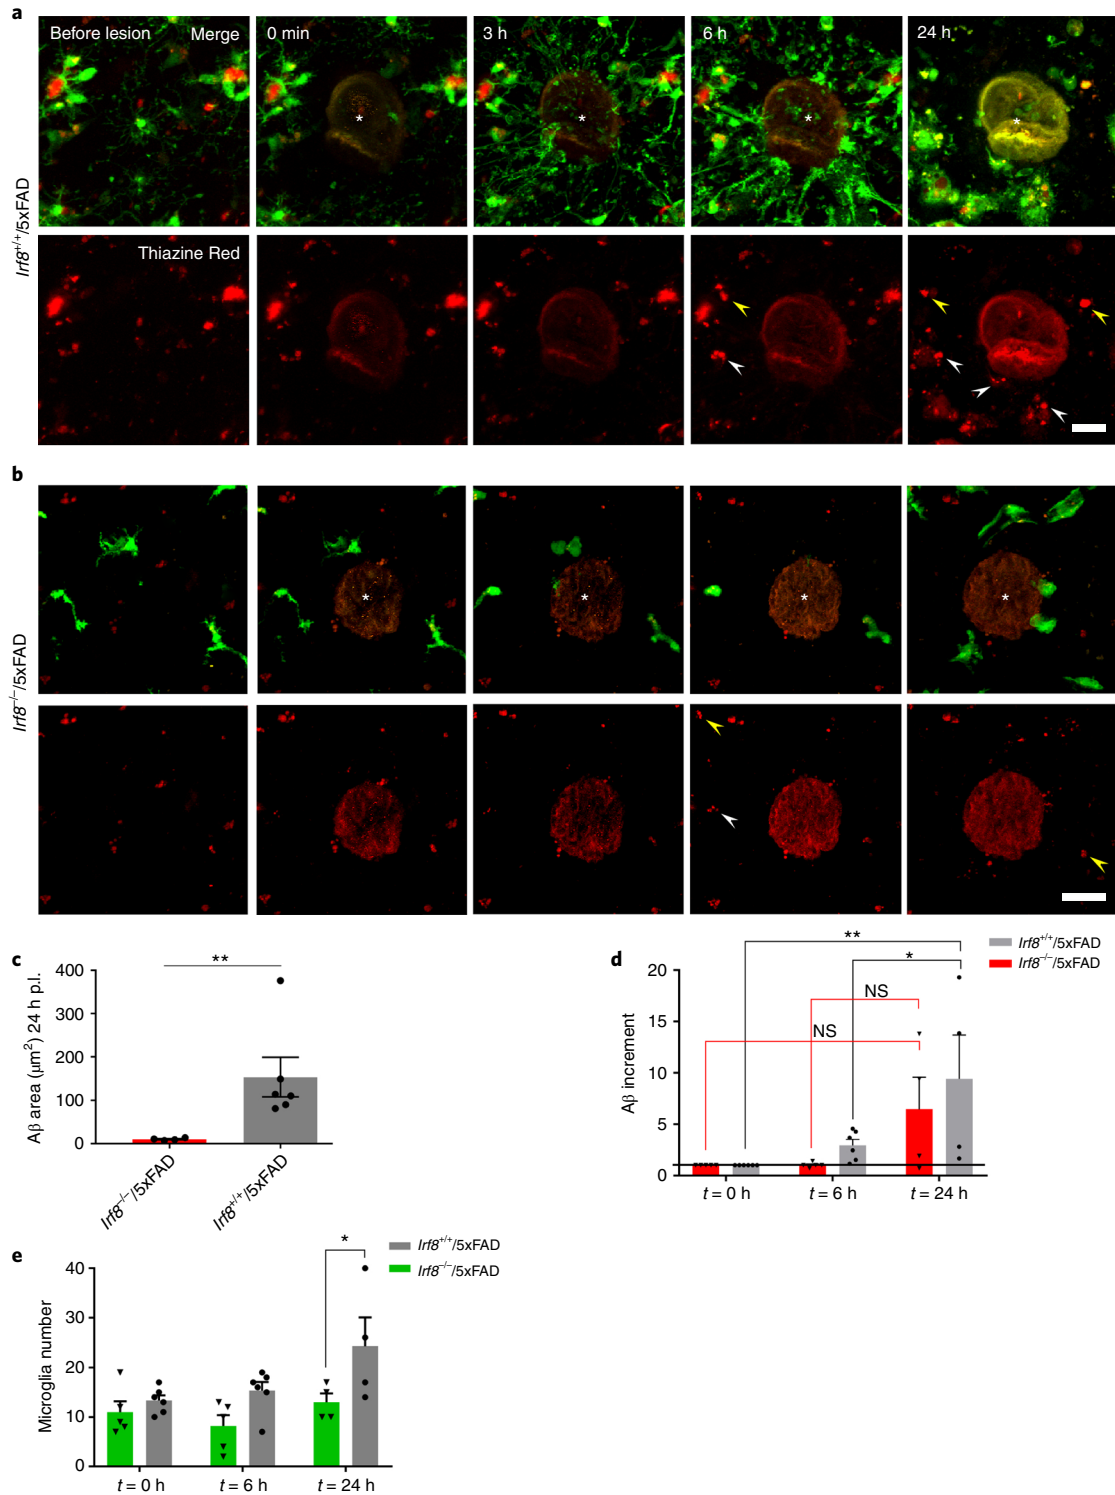 a
Before lesion Merge 0 min 3 h 6 h 24 h
* * * *
Irf8+/+/5xFAD
Thiazine Red
b
* * * *
Irf8−/−/5xFAD
c
**
400
300
200
100
0
Aβ area (μm2) 24 h p.l.
Irf8−/−/5xFAD
Irf8+/+/5xFAD
d
Irf8+/+/5xFAD
Irf8−/−/5xFAD
**
*
NS
NS
20
15
10
5
0
Aβ increment
t = 0 h t = 6 h t = 24 h
e
Irf8+/+/5xFAD
Irf8−/−/5xFAD
*
40
30
20
10
0
Microglia number
t = 0 h t = 6 h t = 24 h